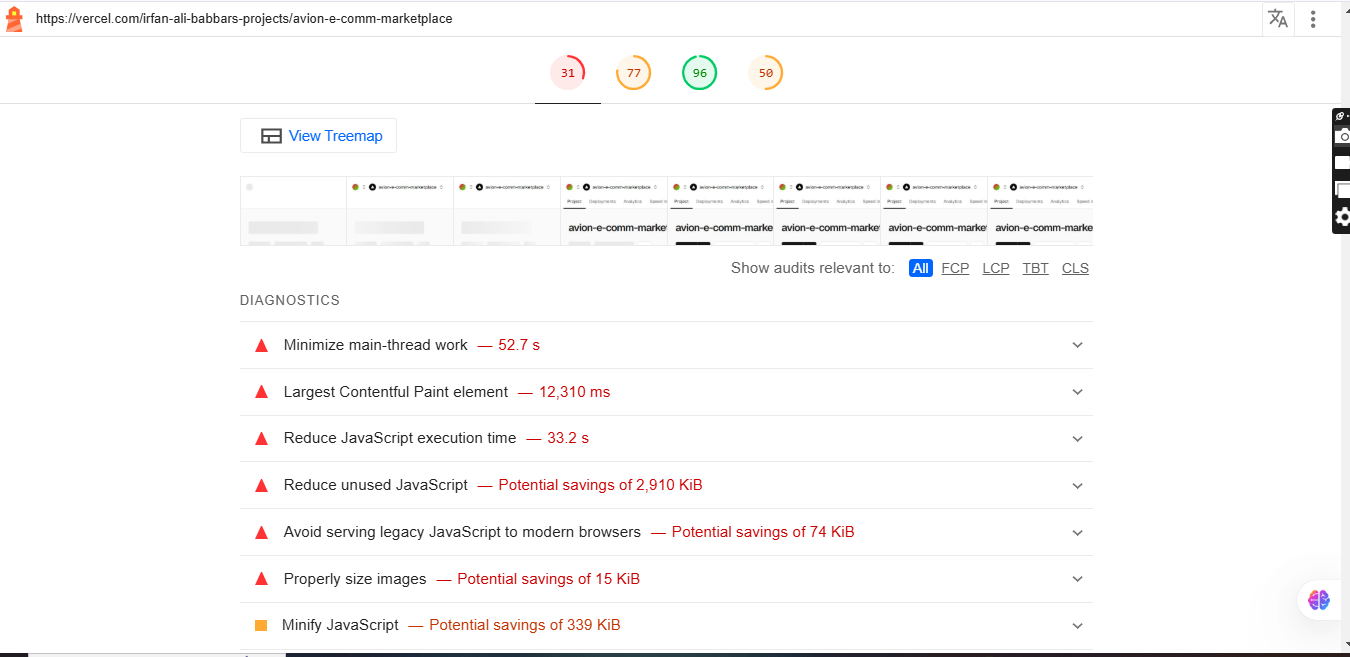 https://vercel.com/irfan-ali-babbars-projects/avion-e-comm-marketplace
31 77 96 50
View Treemap
avion-e-comm-marketplace avion-e-comm-marketplace avion-e-comm-marketplace avion-e-comm-marketplace avion-e-comm-marketplace avion-e-comm-marketplace avion-e-comm-marketplace
Project Deployments Analytics Speed Project Deployments Analytics Speed Project Deployments Analytics Speed Project Deployments Analytics Speed Project Deployments Analytics Speed
avion-e-comm-market avion-e-comm-market avion-e-comm-market avion-e-comm-market avion-e-comm-market
Show audits relevant to: All FCP LCP TBT CLS
DIAGNOSTICS
Minimize main-thread work — 52.7 s
Largest Contentful Paint element — 12,310 ms
Reduce JavaScript execution time — 33.2 s
Reduce unused JavaScript — Potential savings of 2,910 KiB
Avoid serving legacy JavaScript to modern browsers — Potential savings of 74 KiB
Properly size images — Potential savings of 15 KiB
Minify JavaScript — Potential savings of 339 KiB